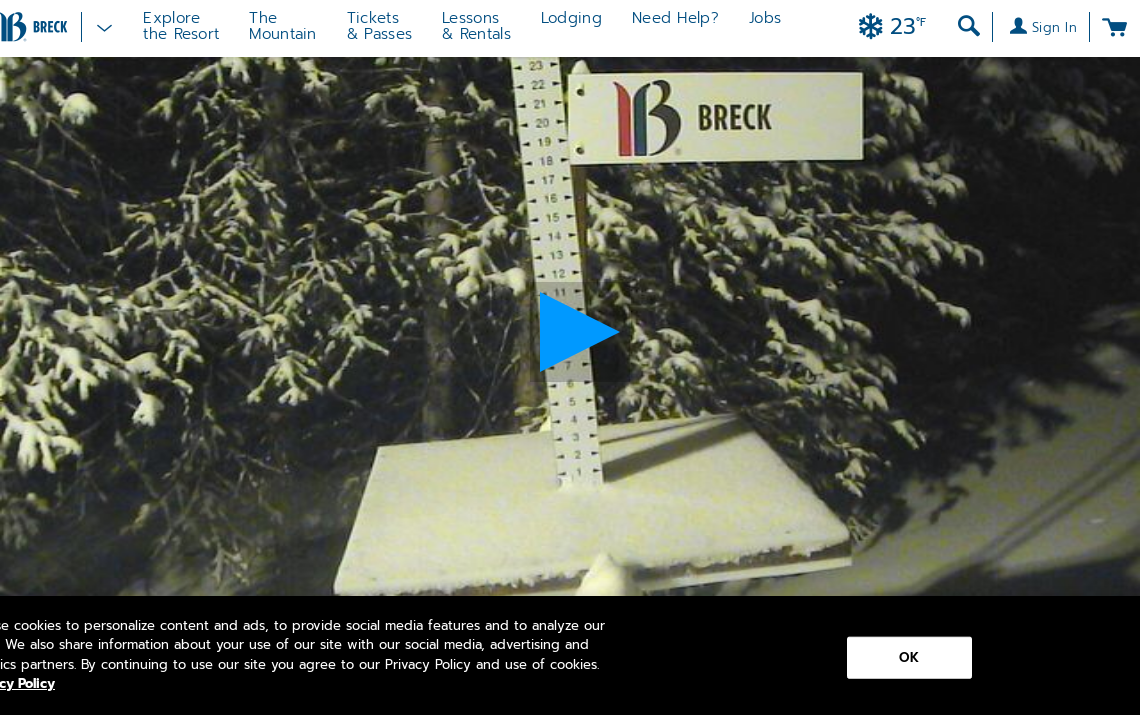 BRECK
Explore
the Resort
The
Mountain
Tickets
& Passes
Lessons
& Rentals
Lodging
Need Help?
Jobs
23°F
Sign In
23
22
21
20
19
18
17
16
15
14
13
12
11
7
6
5
4
3
2
1
BRECK
se cookies to personalize content and ads, to provide social media features and to analyze our
We also share information about your use of our site with our social media, advertising and
ics partners. By continuing to use our site you agree to our Privacy Policy and use of cookies.
cy Policy
OK